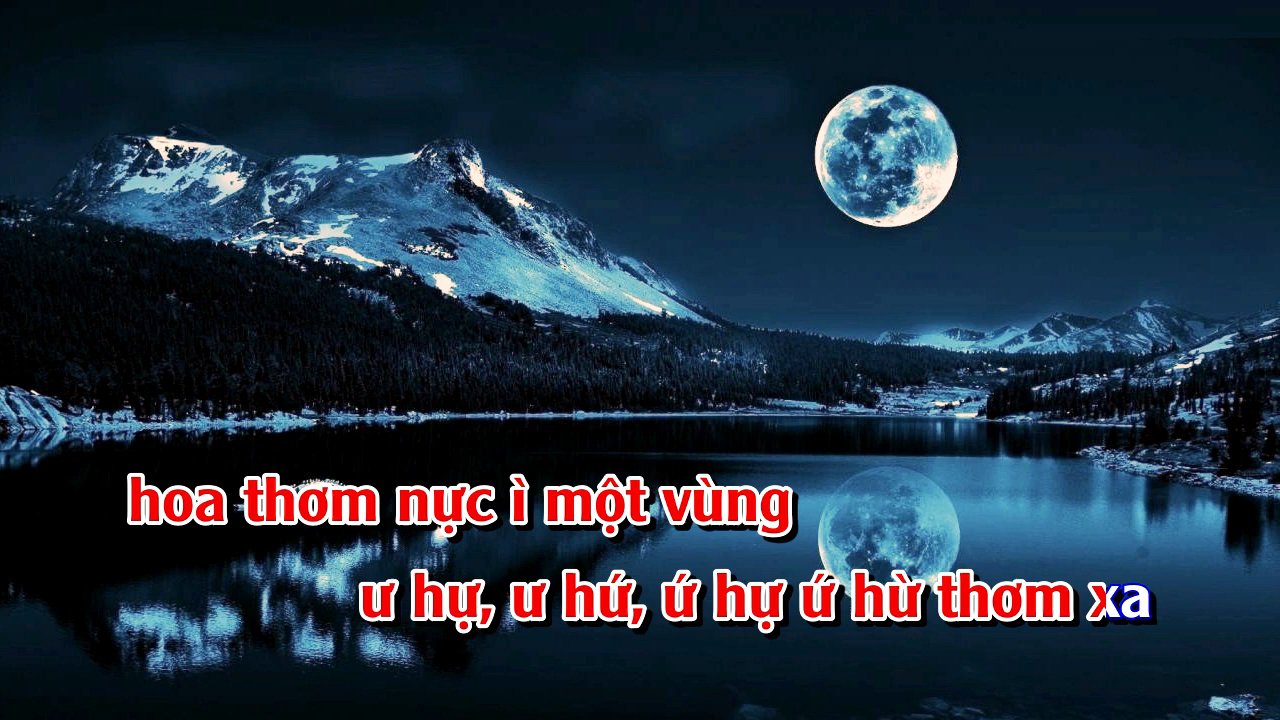 hoa thơm nực ì một vùng
ư hự, ư hứ, ứ hự ứ hừ thơm xa